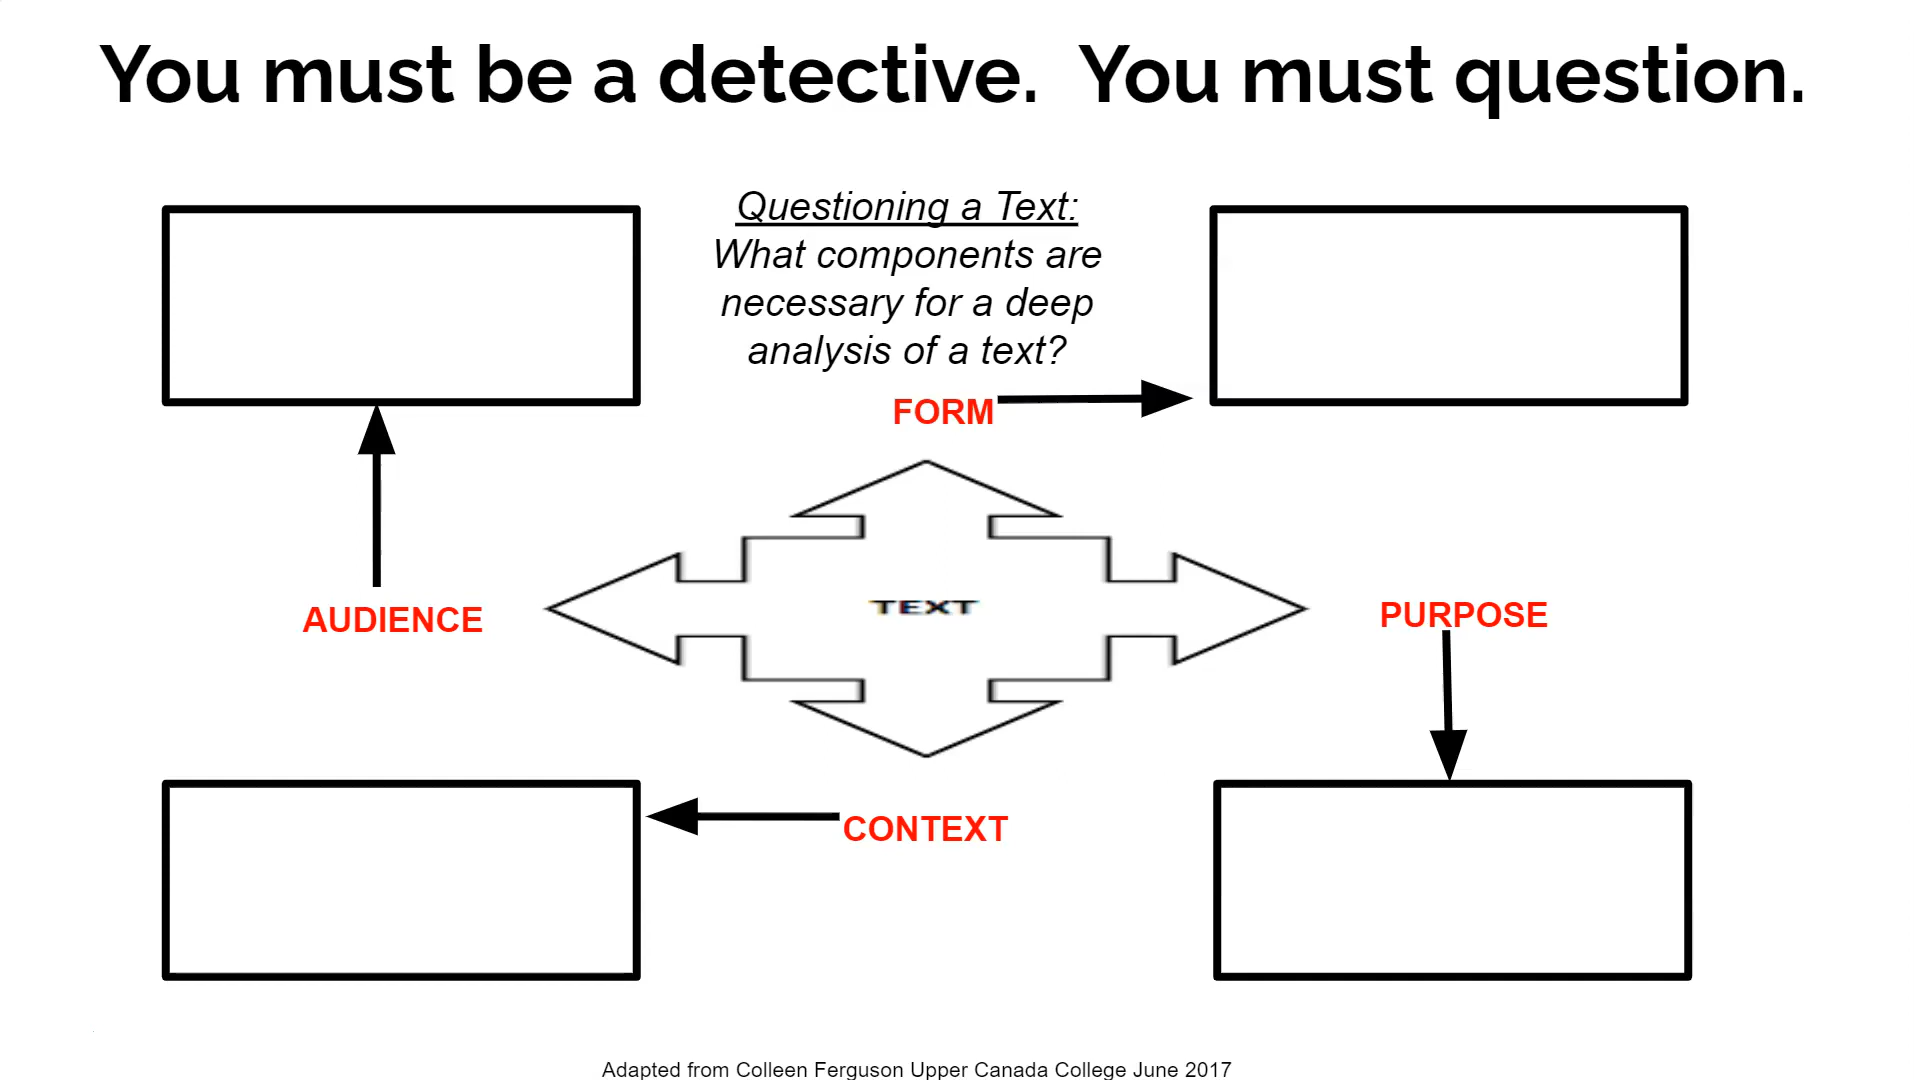 You must be a detective.  You must question.
Questioning a Text:
What components are
necessary for a deep
analysis of a text?
FORM
TEXT
AUDIENCE
PURPOSE
CONTEXT
Adapted from Colleen Ferguson Upper Canada College June 2017